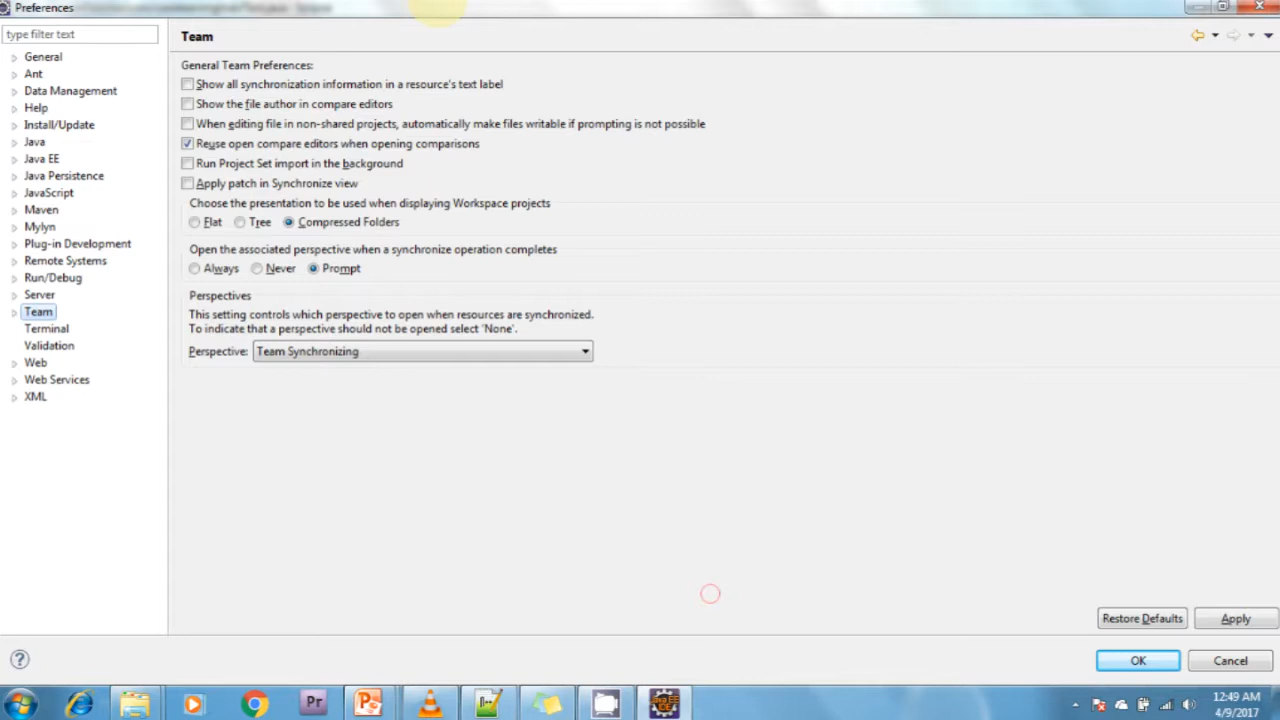 Preferences
type filter text
General
Ant
Data Management
Help
Install/Update
Java
Java EE
Java Persistence
JavaScript
Maven
Mylyn
Plug-in Development
Remote Systems
Run/Debug
Server
Team
Terminal
Validation
Web
Web Services
XML
Team
General Team Preferences:
Show all synchronization information in a resource's text label
Show the file author in compare editors
When editing file in non-shared projects, automatically make files writable if prompting is not possible
Reuse open compare editors when opening comparisons
Run Project Set import in the background
Apply patch in Synchronize view
Choose the presentation to be used when displaying Workspace projects
Flat Tree Compressed Folders
Open the associated perspective when a synchronize operation completes
Always Never Prompt
Perspectives
This setting controls which perspective to open when resources are synchronized.
To indicate that a perspective should not be opened select 'None'.
Perspective: Team Synchronizing
Restore Defaults Apply
OK Cancel
Pr
Java EE
IDE
12:49 AM
4/9/2017